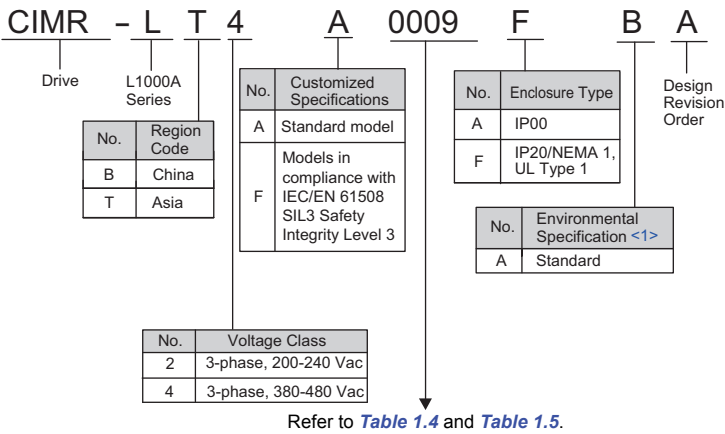 CIMR - L T 4 A 0009 F B A
Drive
L1000A
Series
No. Region
Code
B China
T Asia
No. Customized
Specifications
A Standard model
F Models in
compliance with
IEC/EN 61508
SIL3 Safety
Integrity Level 3
No. Enclosure Type
A IP00
F IP20/NEMA 1,
UL Type 1
Design
Revision
Order
No. Environmental
Specification <1>
A Standard
No. Voltage Class
2 3-phase, 200-240 Vac
4 3-phase, 380-480 Vac
Refer to Table 1.4 and Table 1.5.